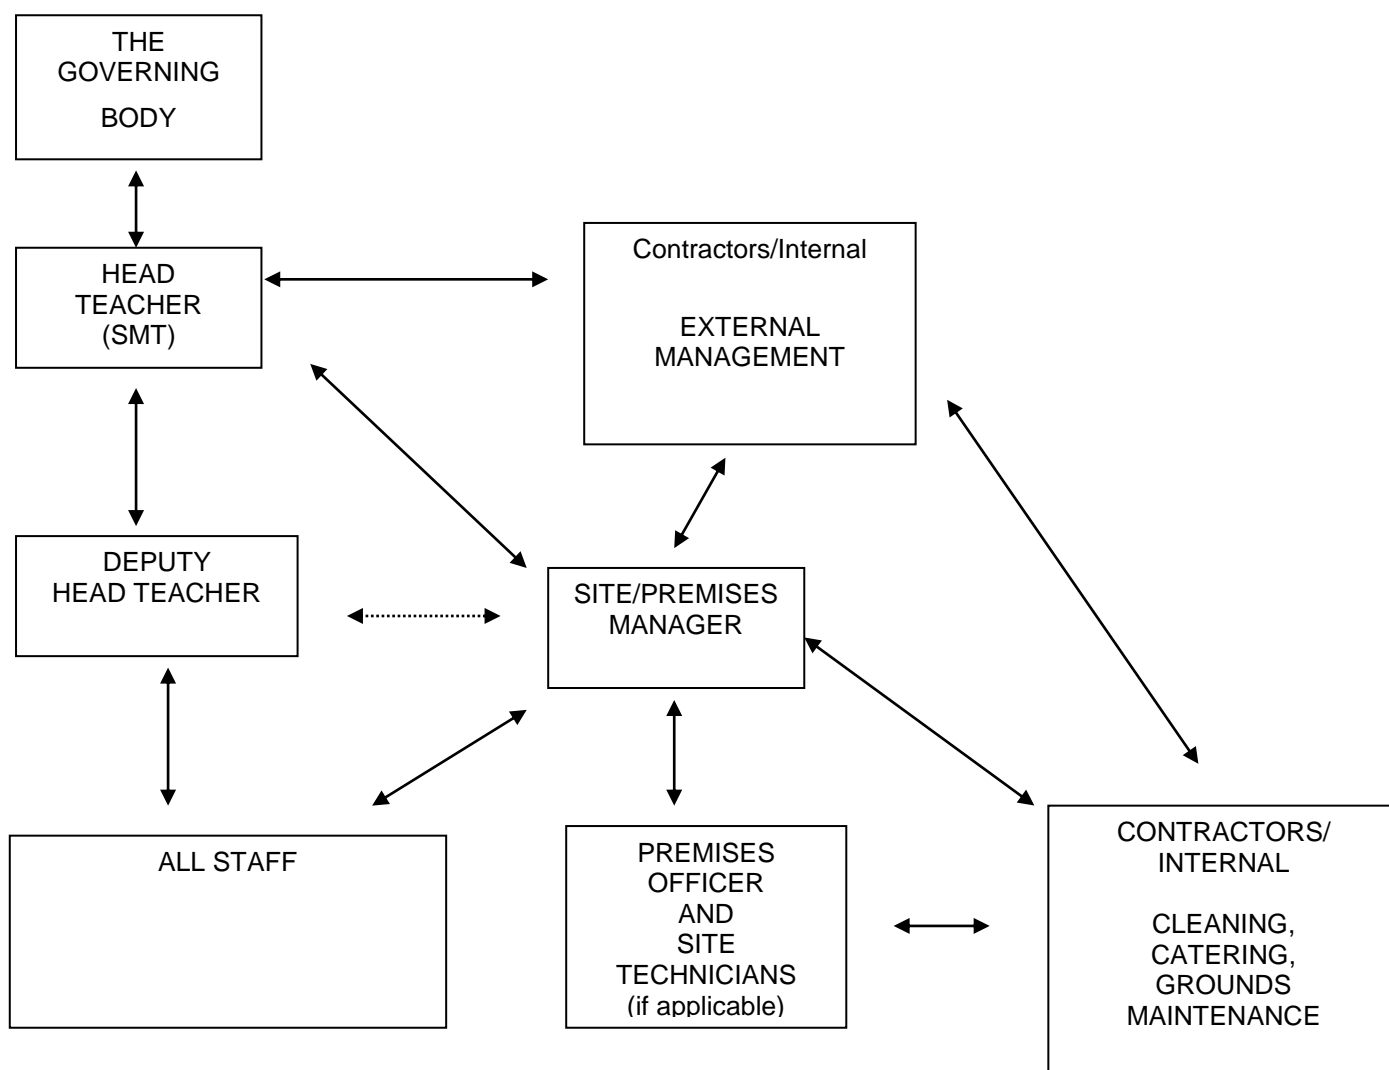 THE
GOVERNING
BODY
HEAD
TEACHER
(SMT)
Contractors/Internal
EXTERNAL
MANAGEMENT
DEPUTY
HEAD TEACHER
SITE/PREMISES
MANAGER
ALL STAFF
PREMISES
OFFICER
AND
SITE
TECHNICIANS
(if applicable)
CONTRACTORS/
INTERNAL
CLEANING,
CATERING,
GROUNDS
MAINTENANCE